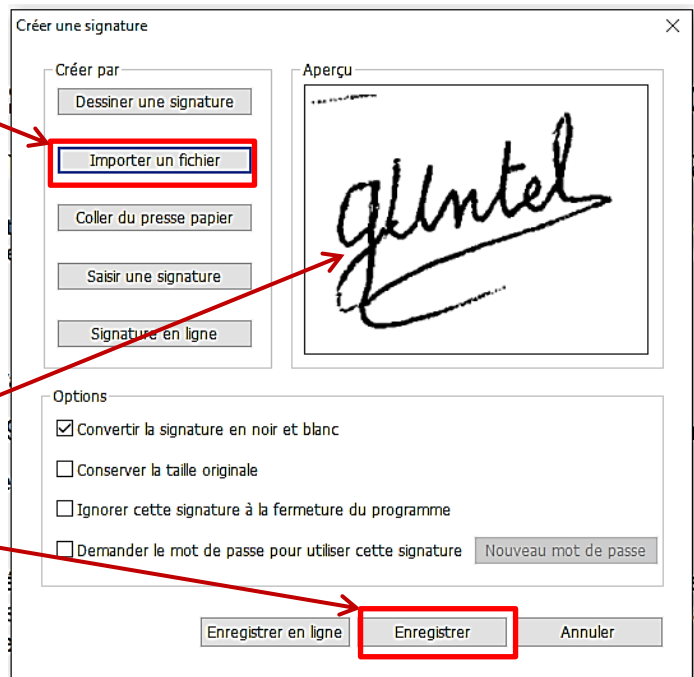 Créer une signature
Créer par
Dessiner une signature
Importer un fichier
Coller du presse papier
Saisir une signature
Signature en ligne
Aperçu
guntel
Options
Convertir la signature en noir et blanc
Conserver la taille originale
Ignorer cette signature à la fermeture du programme
Demander le mot de passe pour utiliser cette signature Nouveau mot de passe
Enregistrer en ligne Enregistrer Annuler